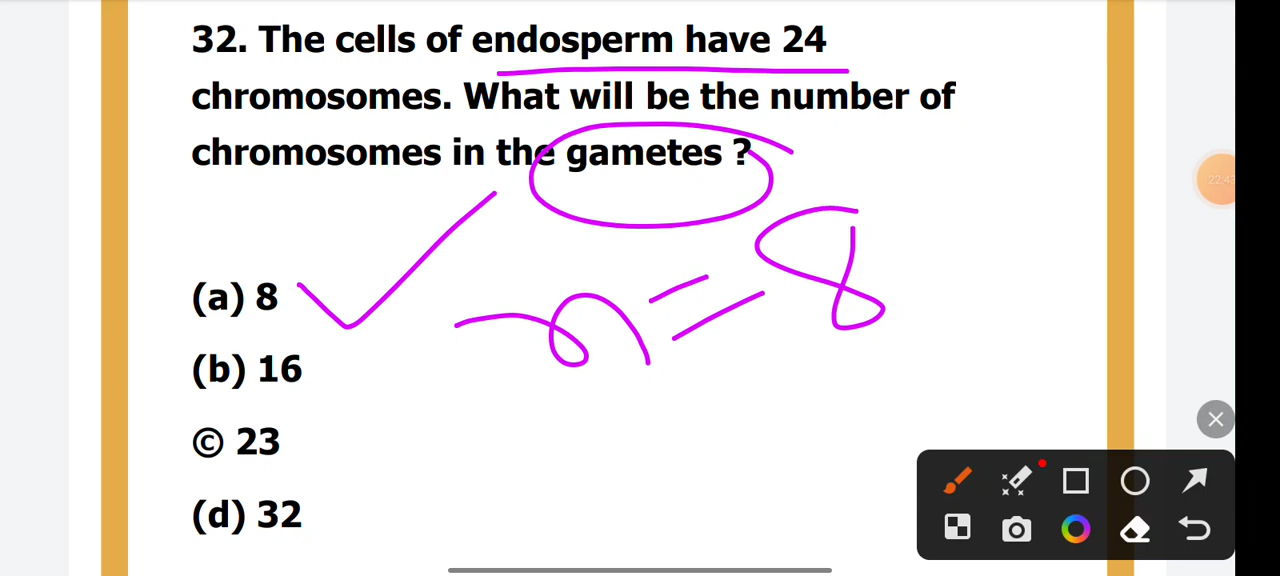 32. The cells of endosperm have 24
chromosomes. What will be the number of
chromosomes in the gametes ?
(a) 8
n = 8
(b) 16
© 23
(d) 32